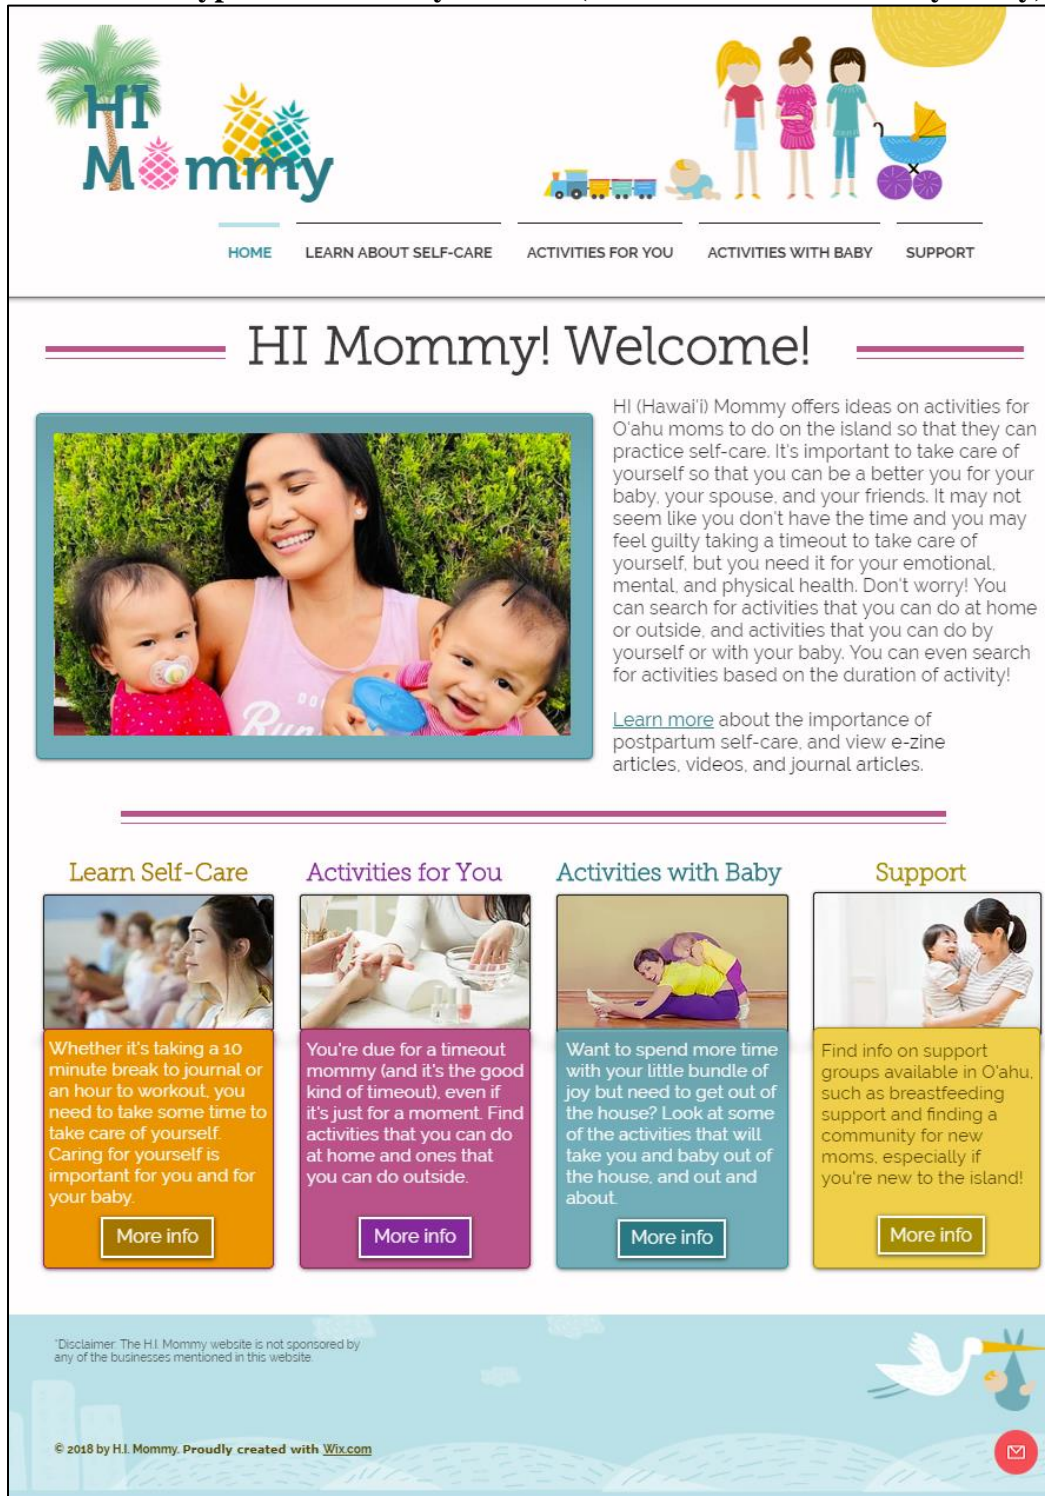 HI
Mommy
HOME LEARN ABOUT SELF-CARE ACTIVITIES FOR YOU ACTIVITIES WITH BABY SUPPORT
HI Mommy! Welcome!
HI (Hawai'i) Mommy offers ideas on activities for
O'ahu moms to do on the island so that they can
practice self-care. It's important to take care of
yourself so that you can be a better you for your
baby, your spouse, and your friends. It may not
seem like you don't have the time and you may
feel guilty taking a timeout to take care of
yourself, but you need it for your emotional,
mental, and physical health. Don't worry! You
can search for activities that you can do at home
or outside, and activities that you can do by
yourself or with your baby. You can even search
for activities based on the duration of activity!
Learn more about the importance of
postpartum self-care, and view e-zine
articles, videos, and journal articles.
Learn Self-Care
Whether it's taking a 10
minute break to journal or
an hour to workout, you
need to take some time to
take care of yourself.
Caring for yourself is
important for you and for
your baby.
More info
Activities for You
You're due for a timeout
mommy (and it's the good
kind of timeout), even if
it's just for a moment. Find
activities that you can do
at home and ones that
you can do outside.
More info
Activities with Baby
Want to spend more time
with your little bundle of
joy but need to get out of
the house? Look at some
of the activities that will
take you and baby out of
the house, and out and
about.
More info
Support
Find info on support
groups available in O'ahu,
such as breastfeeding
support and finding a
community for new
moms, especially if
you're new to the island!
More info
*Disclaimer: The H.I. Mommy website is not sponsored by
any of the businesses mentioned in this website.
© 2018 by H.I. Mommy. Proudly created with Wix.com